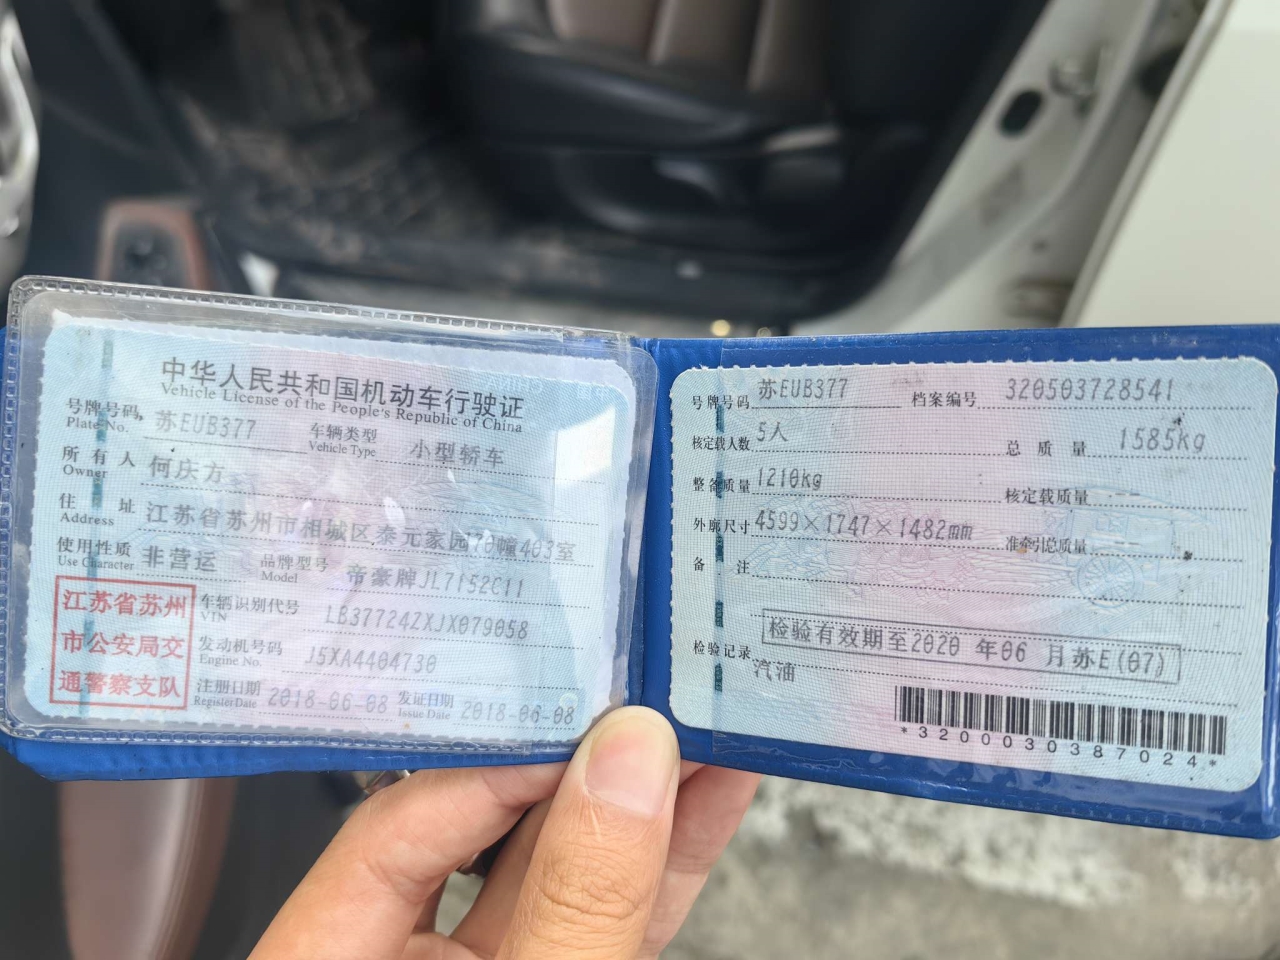 中华人民共和国机动车行驶证
Vehicle License of the People's Republic of China
号牌号码 苏EUB377 车辆类型 小型轿车
Plate No. Vehicle Type
所有人 何庆方
Owner
住址 江苏省苏州市相城区泰元家园70幢403室
Address
使用性质 非营运 品牌型号 帝豪牌JL7152C11
Use Character Model
江苏省苏州
市公安局交
通警察支队
车辆识别代号 LB37724ZXJX079058
VIN
发动机号码 J5XA4404730
Engine No.
注册日期 2018-06-08 发证日期 2018-06-08
Register Date Issue Date
号牌号码 苏EUB377 档案编号 320503728541
核定载人数 5人 总质量 1585kg
整备质量 1210kg 核定载质量
外廓尺寸 4599×1747×1482mm 准牵引总质量
备注
检验有效期至2020 年06 月苏E(07)
检验记录
汽油
*3200030387024*